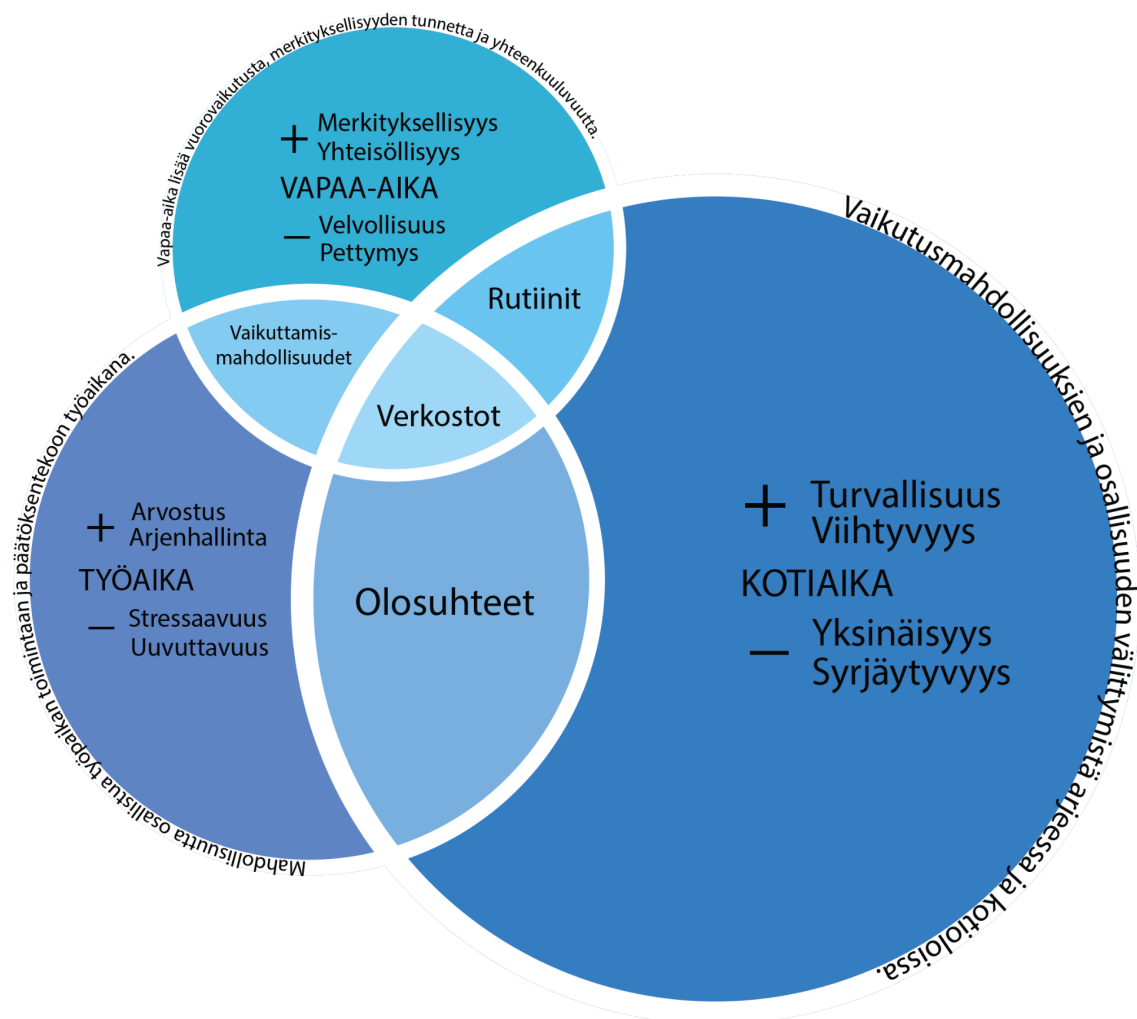 Vapaa-aika lisää vuorovaikutusta, merkityksellisyyden tunnetta ja yhteenkuuluvuutta.
+ Merkityksellisyys
Yhteisöllisyys
VAPAA-AIKA
– Velvollisuus
Pettymys
Rutiinit
Vaikuttamis-
mahdollisuudet
Verkostot
Mahdollisuutta osallistua työpaikan toimintaan ja päätöksentekoon työaikana.
+ Arvostus
Arjenhallinta
TYÖAIKA
– Stressaavuus
Uuvuttavuus
Olosuhteet
Vaikutusmahdollisuuksien ja osallisuuden välittymistä arjeessa ja kotioloissa.
+ Turvallisuus
Viihtyvyys
KOTIAIKA
– Yksinäisyys
Syrjäytyvyys